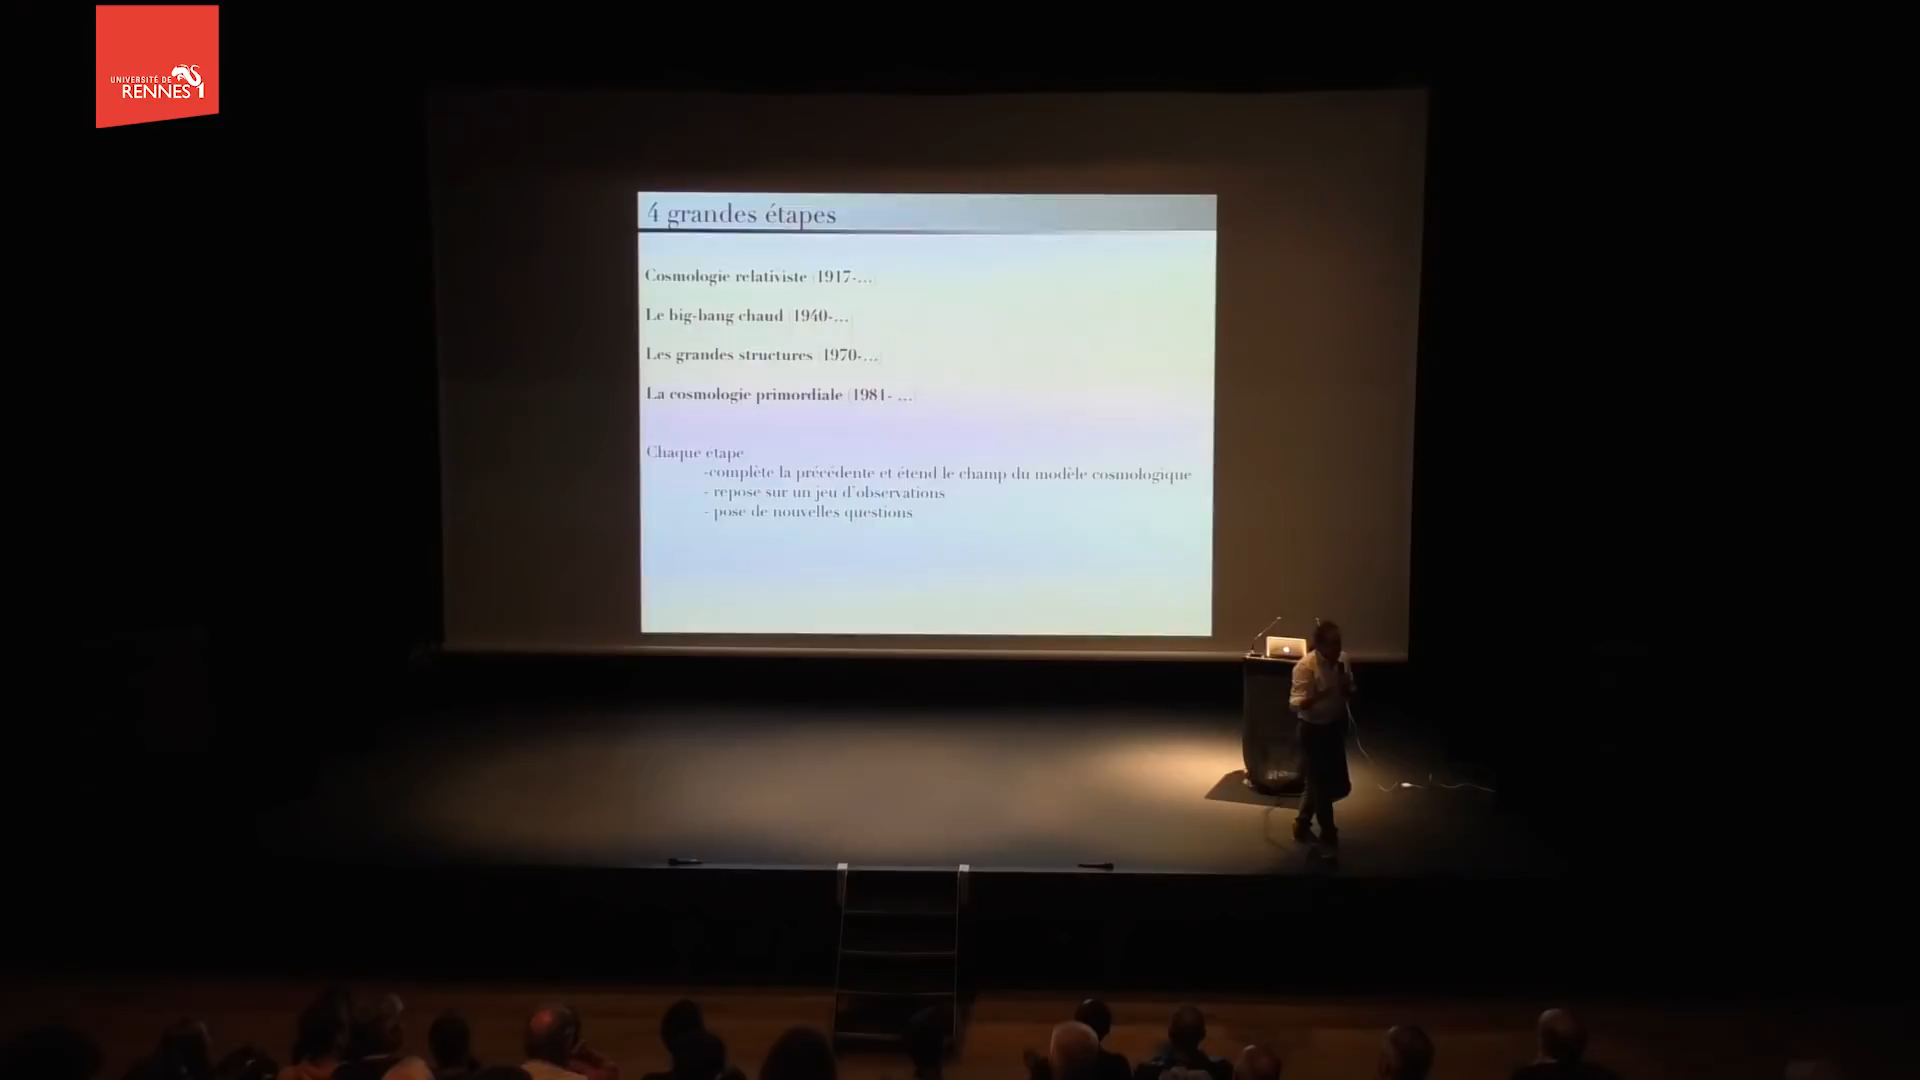 UNIVERSITÉ DE
RENNES 1
4 grandes étapes
Cosmologie relativiste (1917-...)
Le big-bang chaud (1940-...)
Les grandes structures (1970-...)
La cosmologie primordiale (1981- ...)
Chaque etape
-complète la précédente et étend le champ du modèle cosmologique
- repose sur un jeu d'observations
- pose de nouvelles questions